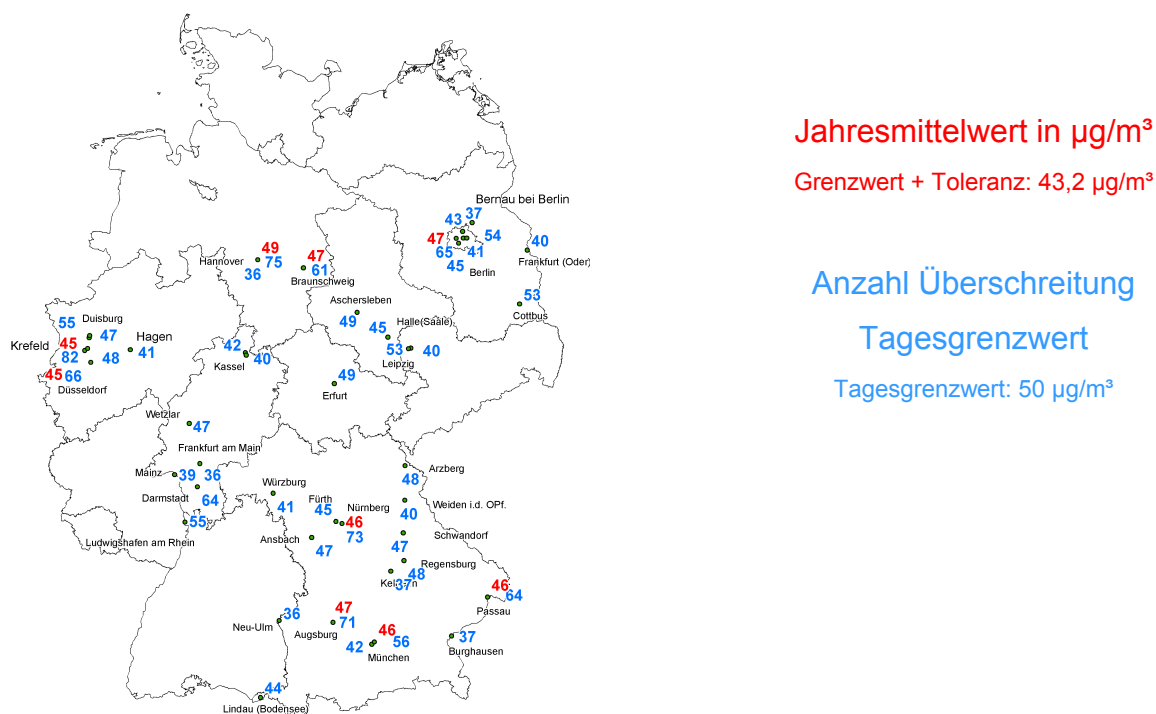 Jahresmittelwert in µg/m³
Grenzwert + Toleranz: 43,2 µg/m³
Anzahl Überschreitung
Tagesgrenzwert
Tagesgrenzwert: 50 µg/m³
Bernau bei Berlin
43 37
47 54
65 41
45 Berlin
40
Frankfurt (Oder)
49
Hannover 75
36
47
61
Braunschweig
Aschersleben
49
53
Cottbus
45 Halle(Saale)
53 40
Leipzig
55 Duisburg
47 Hagen
Krefeld 45
82 48 41
45 66
Düsseldorf
42
Kassel 40
49
Erfurt
Wetzlar
47
Frankfurt am Main
Mainz 39 36
Darmstadt
64
55
Ludwigshafen am Rhein
Würzburg
41
Fürth
45 Nürnberg
46
73
Ansbach
47
Arzberg
48
Weiden i.d. OPf.
40
Schwandorf
47
Regensburg
48
Kelheim
37
46
64
Passau
36
Neu-Ulm
47
71
Augsburg
46
42 56
München
37
Burghausen
44
Lindau (Bodensee)